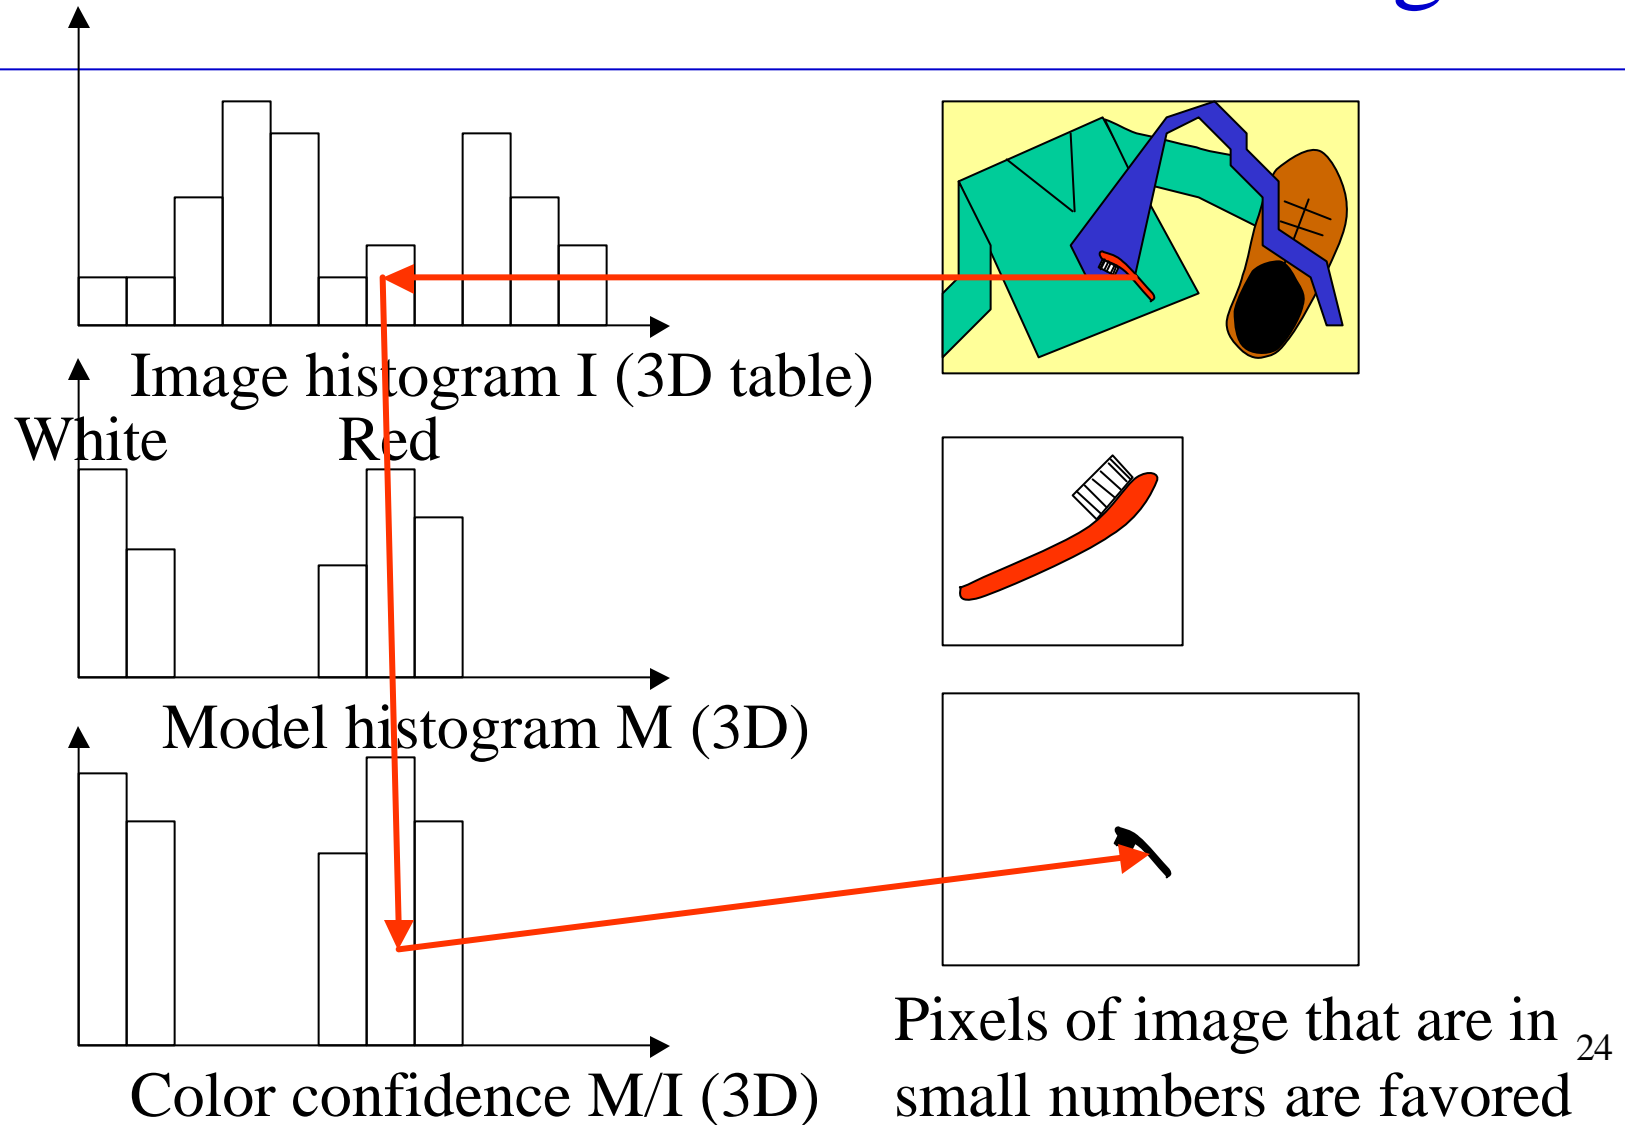 Image histogram I (3D table)
White Red
Model histogram M (3D)
Color confidence M/I (3D)
Pixels of image that are in
small numbers are favored
24